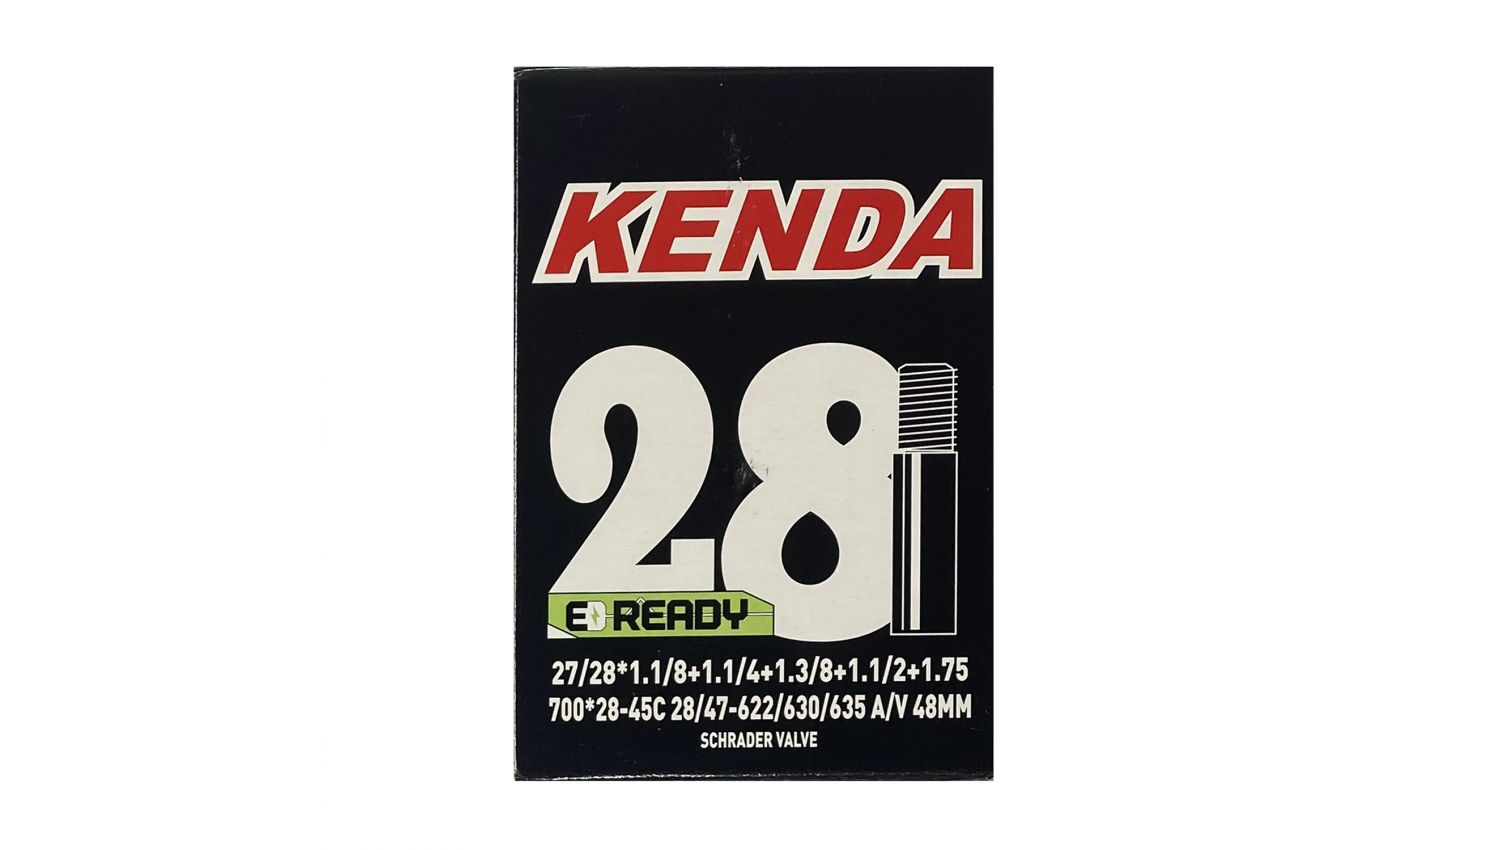 KENDA
28
E READY
27/28*1.1/8+1.1/4+1.3/8+1.1/2+1.75
700*28-45C 28/47-622/630/635 A/V 48MM
SCHRADER VALVE